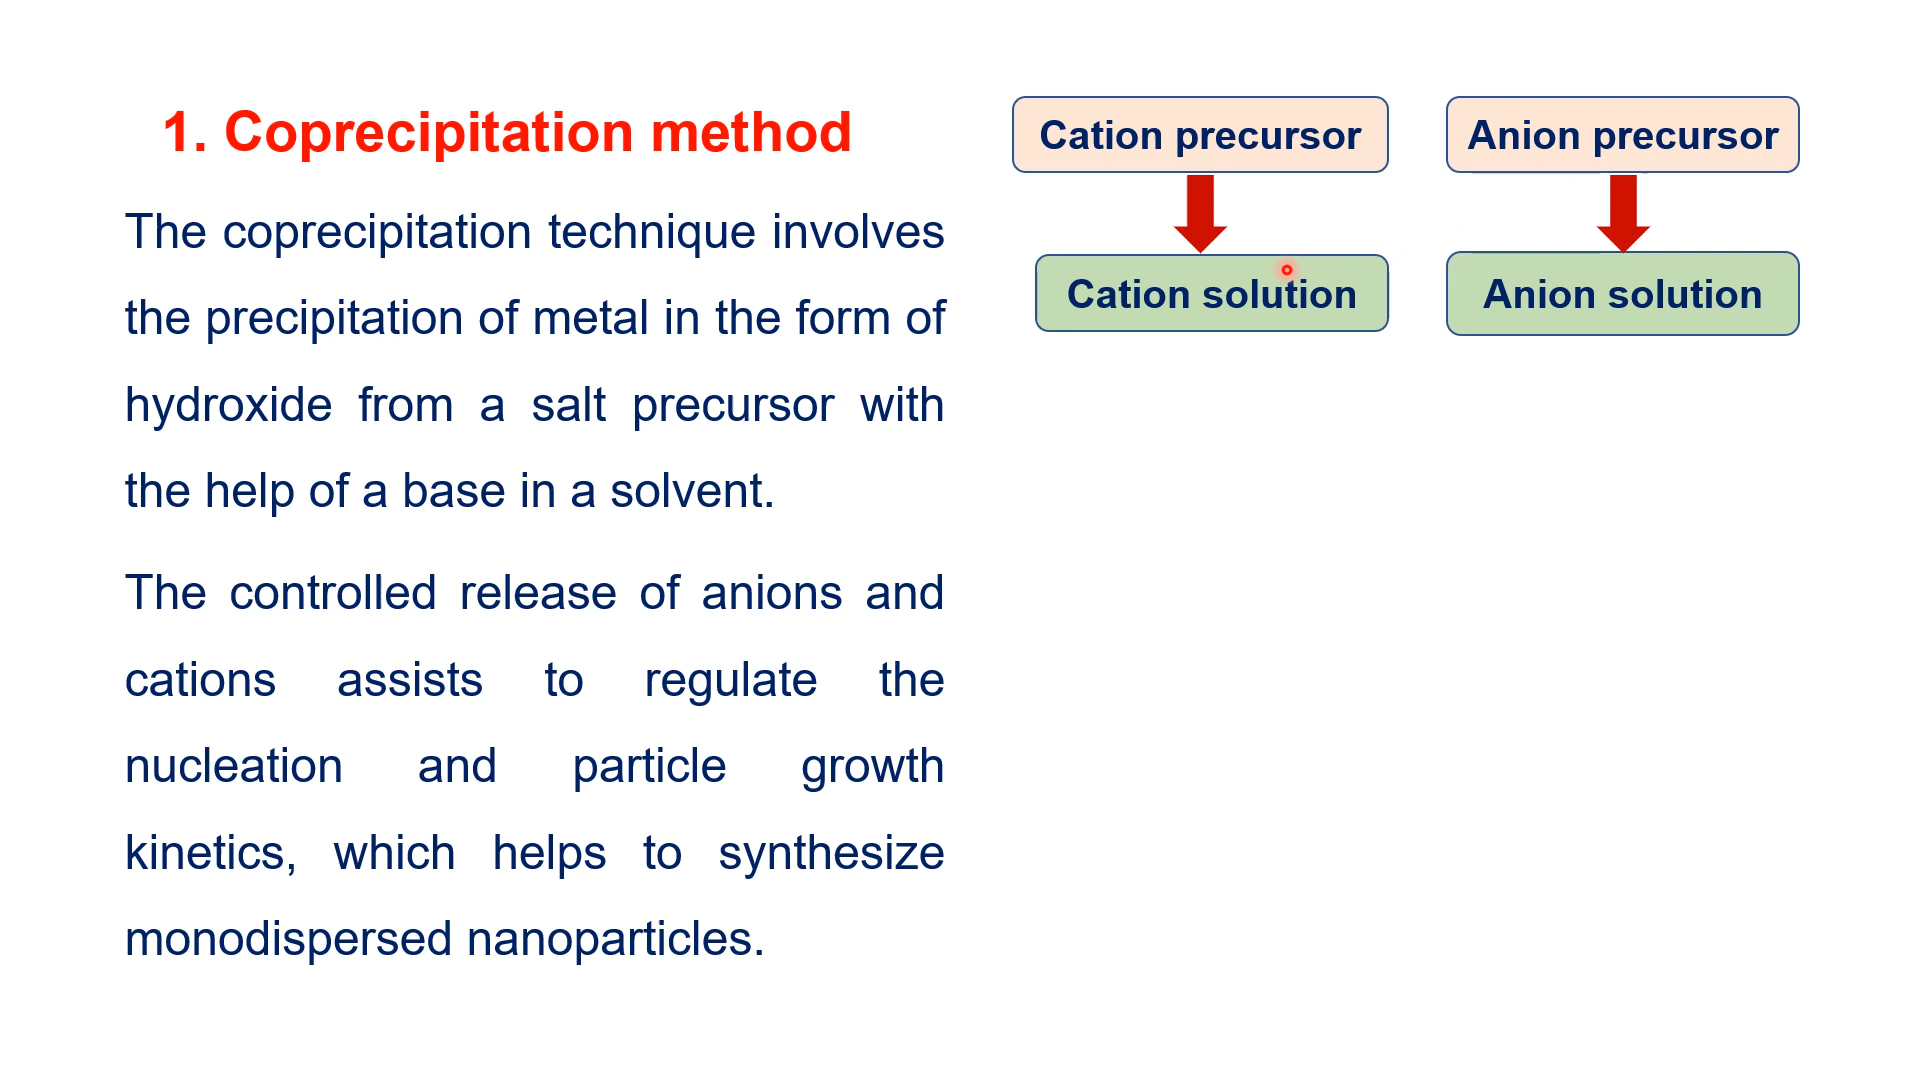 1. Coprecipitation method
The coprecipitation technique involves
the precipitation of metal in the form of
hydroxide from a salt precursor with
the help of a base in a solvent.
The controlled release of anions and
cations assists to regulate the
nucleation and particle growth
kinetics, which helps to synthesize
monodispersed nanoparticles.
Cation precursor
Anion precursor
Cation solution
Anion solution